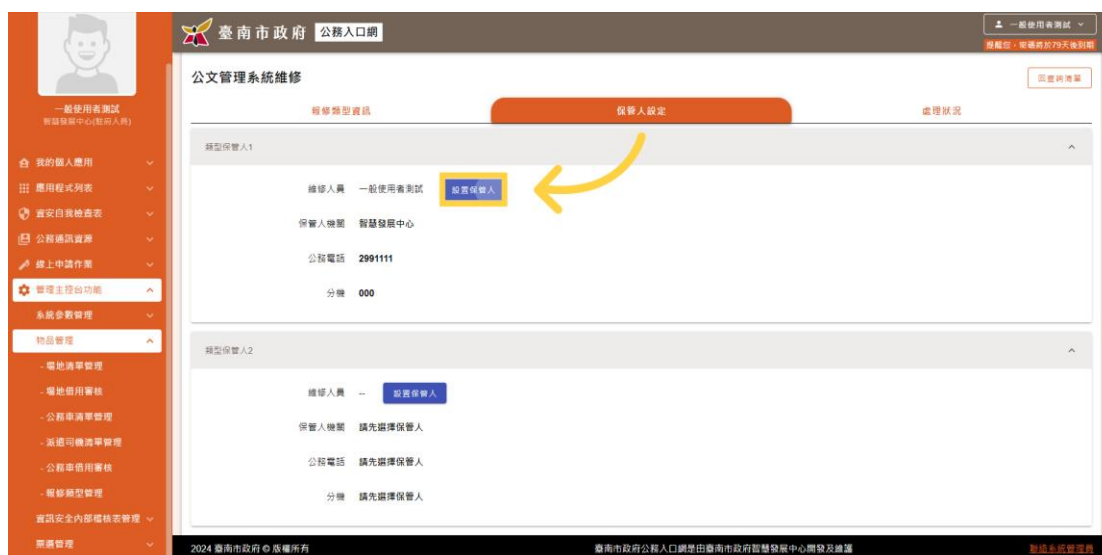 臺南市政府 公務入口網
一般使用者測試
提醒您，密碼將於79天後到期
一般使用者測試
智慧發展中心(駐府人員)
我的個人應用
應用程式列表
資安自我檢查表
公務通訊資源
線上申請作業
管理主控台功能
系統參數管理
物品管理
- 場地清單管理
- 場地借用審核
- 公務車清單管理
- 派遣司機清單管理
- 公務車借用審核
- 報修類型管理
資訊安全內部稽核表管理
票選管理
公文管理系統維修
回查詢清單
報修類型資訊
保管人設定
處理狀況
類型保管人1
維修人員 一般使用者測試 設置保管人
保管人機關 智慧發展中心
公務電話 2991111
分機 000
類型保管人2
維修人員 -- 設置保管人
保管人機關 請先選擇保管人
公務電話 請先選擇保管人
分機 請先選擇保管人
2024 臺南市政府 © 版權所有
臺南市政府公務入口網是由臺南市政府智慧發展中心開發及維護
聯絡系統管理員